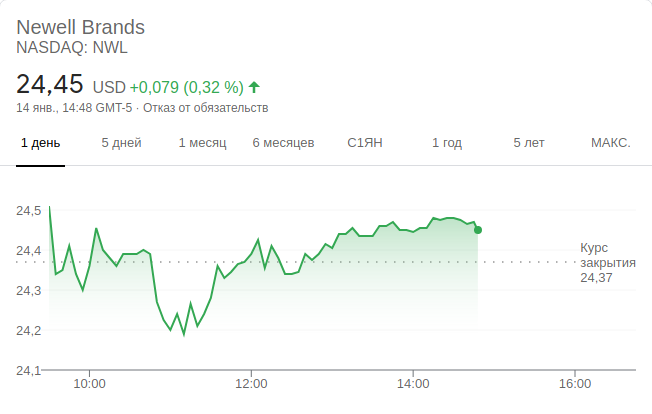 Newell Brands
NASDAQ: NWL
24,45 USD +0,079 (0,32 %)
14 янв., 14:48 GMT-5 · Отказ от обязательств
1 день 5 дней 1 месяц 6 месяцев С1ЯН 1 год 5 лет МАКС.
24,5
24,4
24,3
24,2
24,1
Курс
закрытия
24,37
10:00 12:00 14:00 16:00